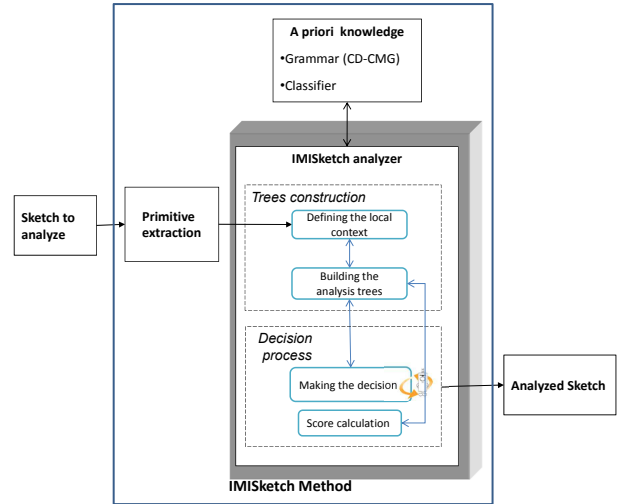 A priori knowledge
•Grammar (CD-CMG)
•Classifier
IMISketch analyzer
Trees construction
Sketch to
analyze
Primitive
extraction
Defining the local
context
Building the
analysis trees
Decision
process
Making the decision
Analyzed Sketch
Score calculation
IMISketch Method